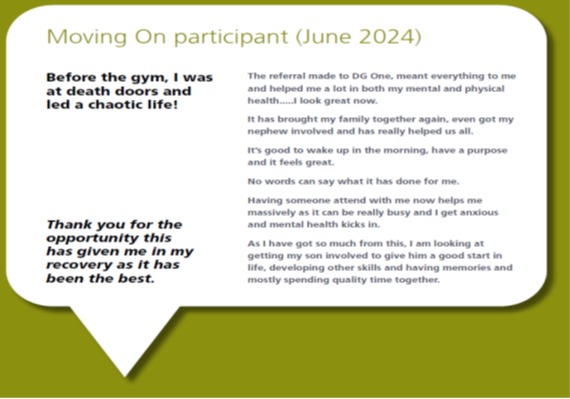 Moving On participant (June 2024)
Before the gym, I was
at death doors and
led a chaotic life!
Thank you for the
opportunity this
has given me in my
recovery as it has
been the best.
The referral made to DG One, meant everything to me
and helped me a lot in both my mental and physical
health.....I look great now.
It has brought my family together again, even got my
nephew involved and has really helped us all.
It's good to wake up in the morning, have a purpose
and it feels great.
No words can say what it has done for me.
Having someone attend with me now helps me
massively as it can be really busy and I get anxious
and mental health kicks in.
As I have got so much from this, I am looking at
getting my son involved to give him a good start in
life, developing other skills and having memories and
mostly spending quality time together.